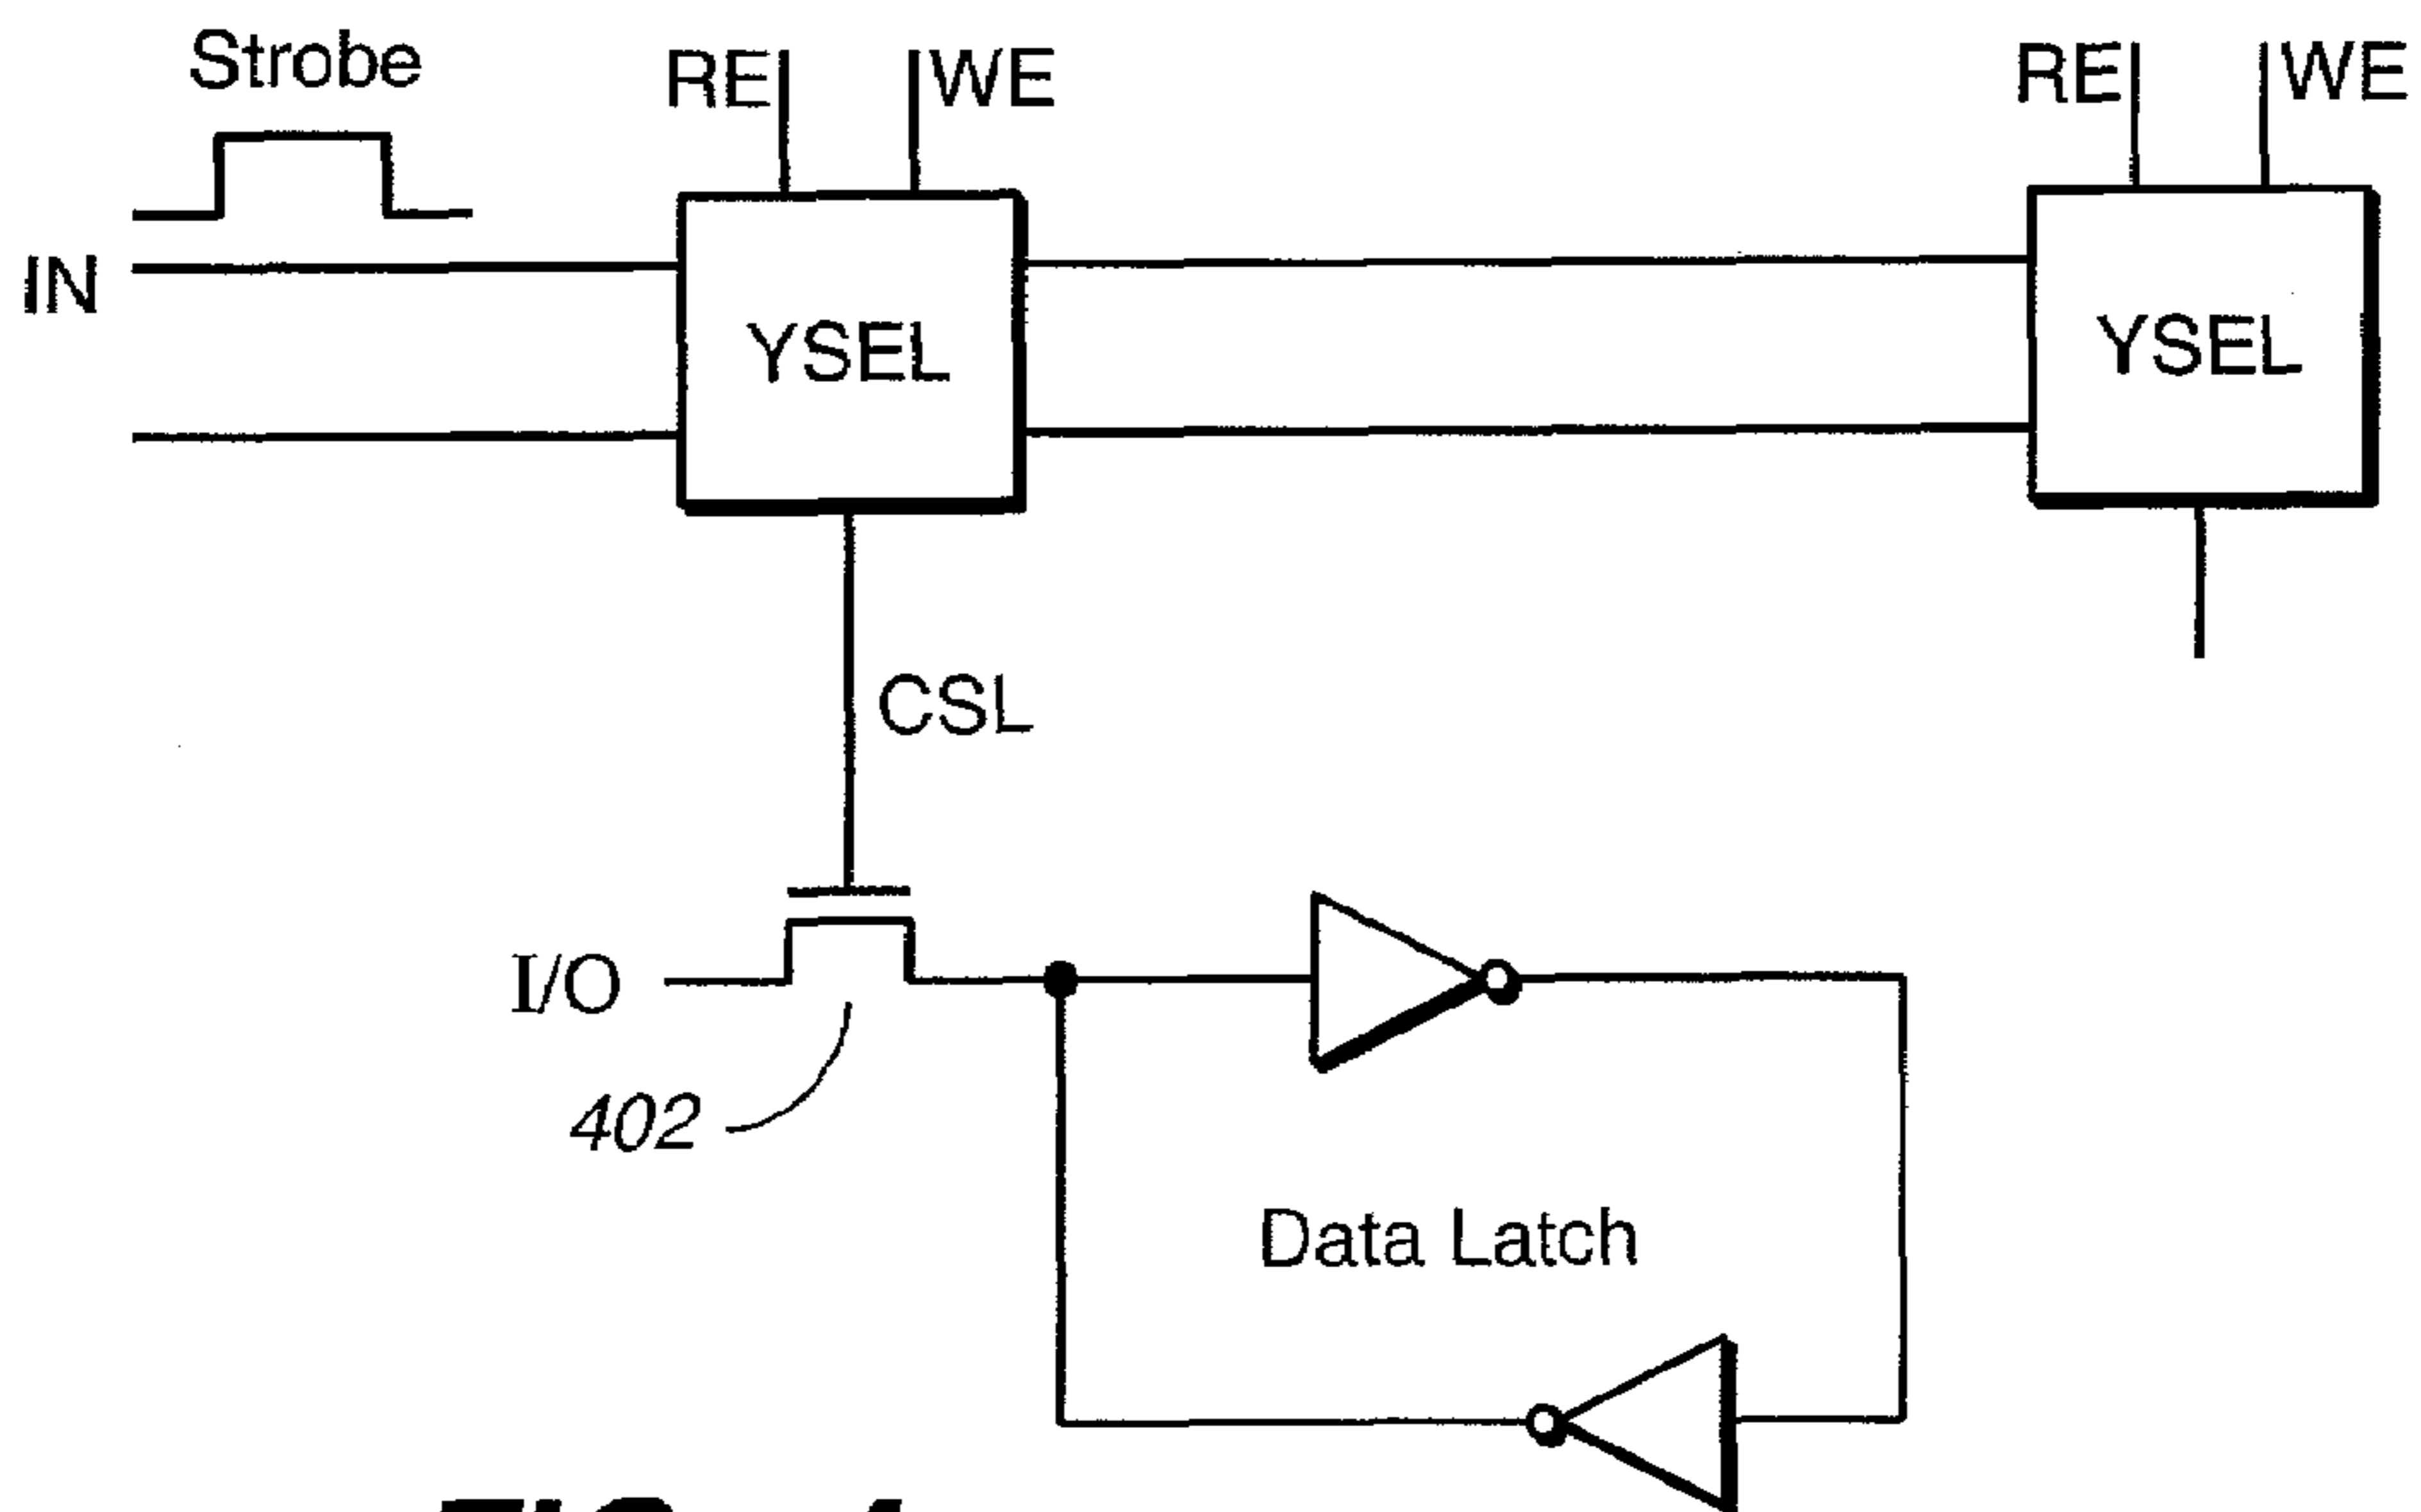 Strobe
RE WE
RE WE
IN
YSEL
YSEL
CSL
I/O
402
Data Latch